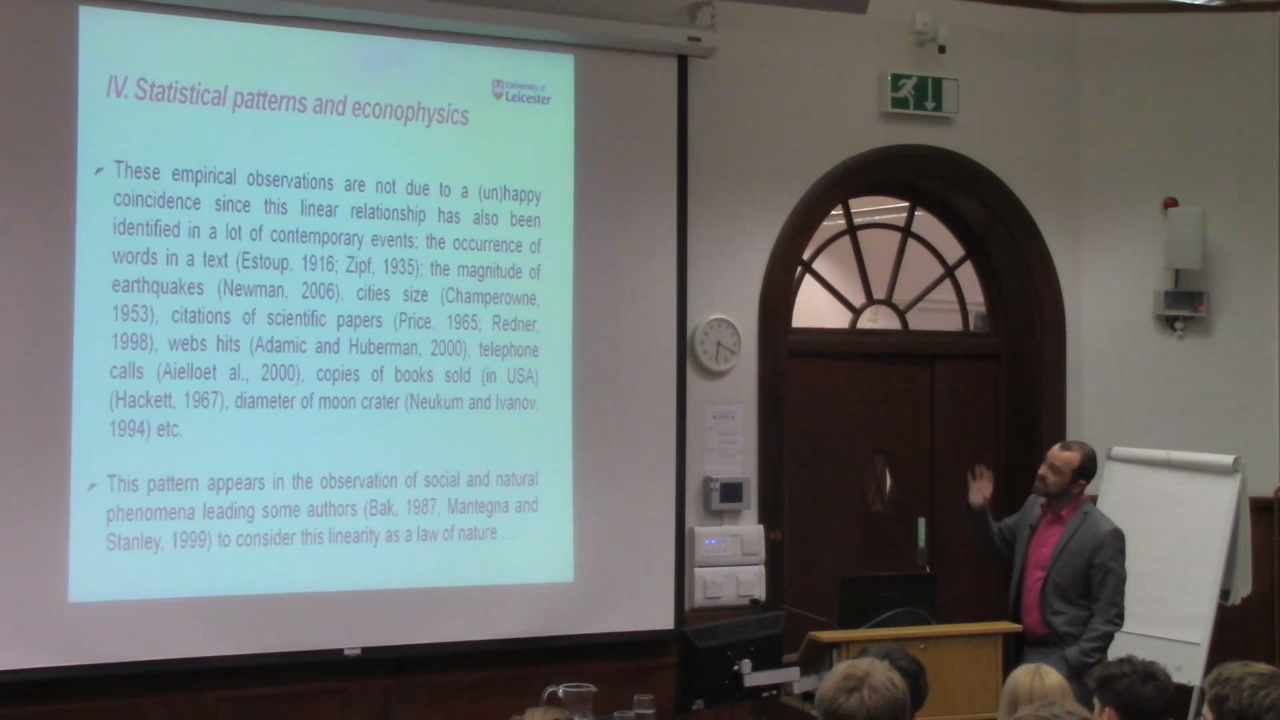 IV. Statistical patterns and econophysics
University of
Leicester
These empirical observations are not due to a (un)happy
coincidence since this linear relationship has also been
identified in a lot of contemporary events: the occurrence of
words in a text (Estoup, 1916; Zipf, 1935); the magnitude of
earthquakes (Newman, 2006), cities size (Champerowne,
1953), citations of scientific papers (Price, 1965; Redner,
1998), webs hits (Adamic and Huberman, 2000), telephone
calls (Aielloet al., 2000), copies of books sold (in USA)
(Hackett, 1967), diameter of moon crater (Neukum and Ivanov,
1994) etc.
This pattern appears in the observation of social and natural
phenomena leading some authors (Bak, 1987, Mantegna and
Stanley, 1999) to consider this linearity as a law of nature...